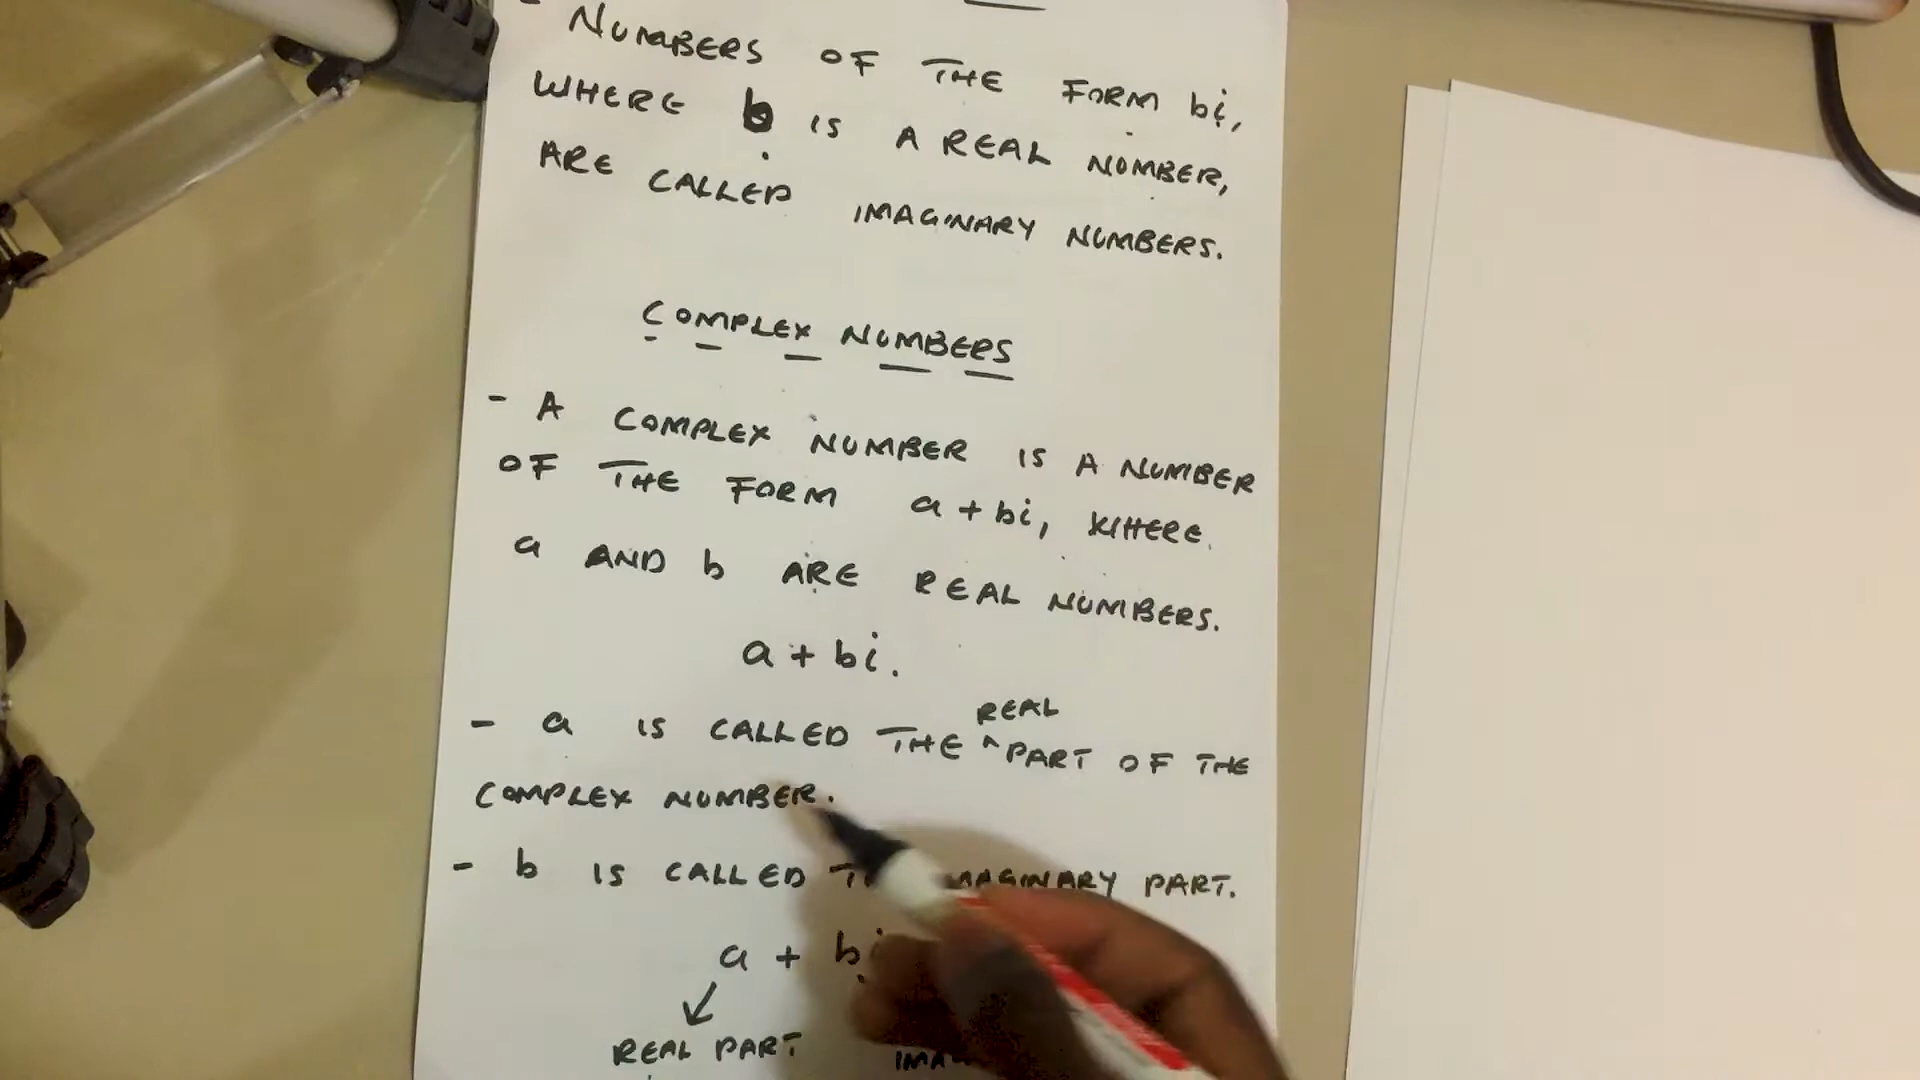 - NUMBERS OF THE FORM bi,
WHERE b IS A REAL NUMBER,
ARE CALLED IMAGINARY NUMBERS.
COMPLEX NUMBERS
- A COMPLEX NUMBER IS A NUMBER
OF THE FORM a + bi, WHERE
a AND b ARE REAL NUMBERS.
a + bi.
- a IS CALLED THE ^ REAL PART OF THE
COMPLEX NUMBER.
- b IS CALLED IMAGINARY PART.
a + bi
REAL PART